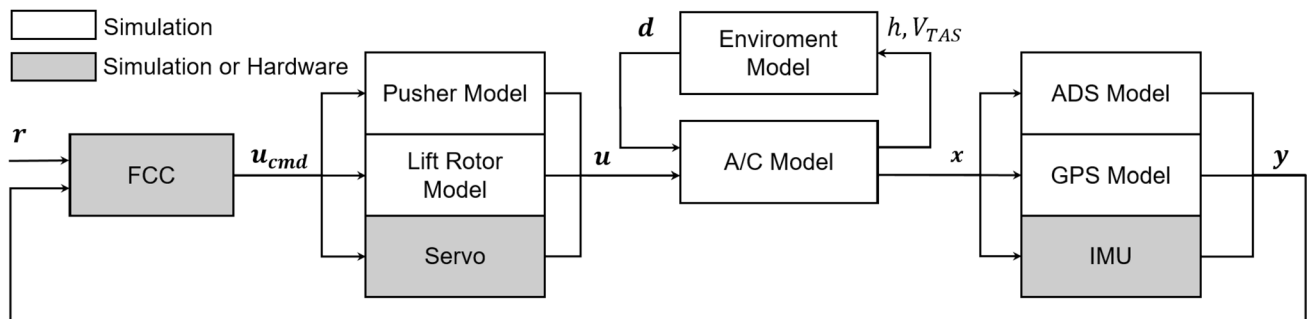 Simulation
Simulation or Hardware
r
FCC
u_cmd
Pusher Model
Lift Rotor
Model
Servo
u
d
Enviroment
Model
h, V_TAS
A/C Model
x
ADS Model
GPS Model
IMU
y